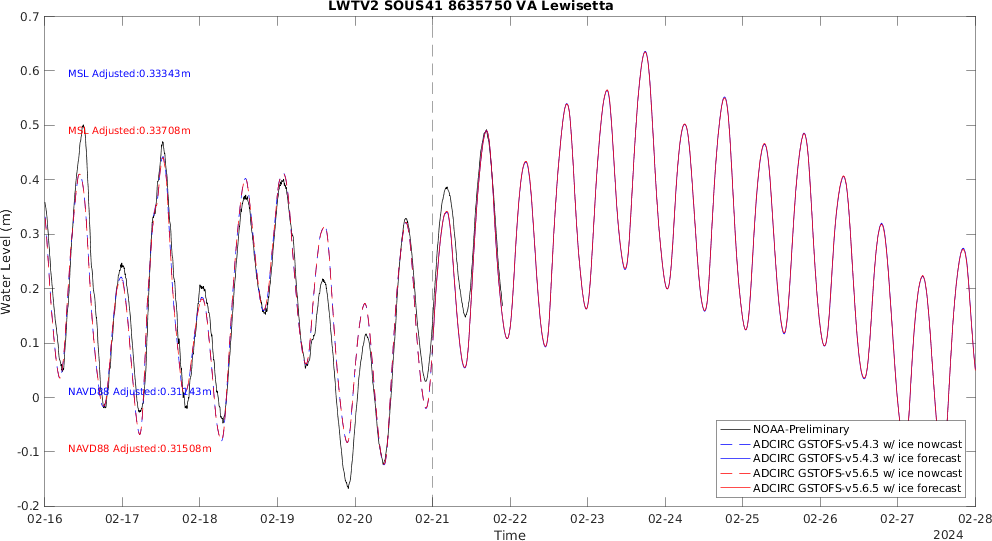 LWTV2 SOUS41 8635750 VA Lewisetta
0.7
0.6
0.5
0.4
0.3
0.2
0.1
0
-0.1
-0.2
Water Level (m)
MSL Adjusted:0.33343m
MSL Adjusted:0.33708m
NAVD88 Adjusted:0.31143m
NAVD88 Adjusted:0.31508m
NOAA-Preliminary
ADCIRC GSTOFS-v5.4.3 w/ ice nowcast
ADCIRC GSTOFS-v5.4.3 w/ ice forecast
ADCIRC GSTOFS-v5.6.5 w/ ice nowcast
ADCIRC GSTOFS-v5.6.5 w/ ice forecast
02-16 02-17 02-18 02-19 02-20 02-21 02-22 02-23 02-24 02-25 02-26 02-27 02-28
Time
2024